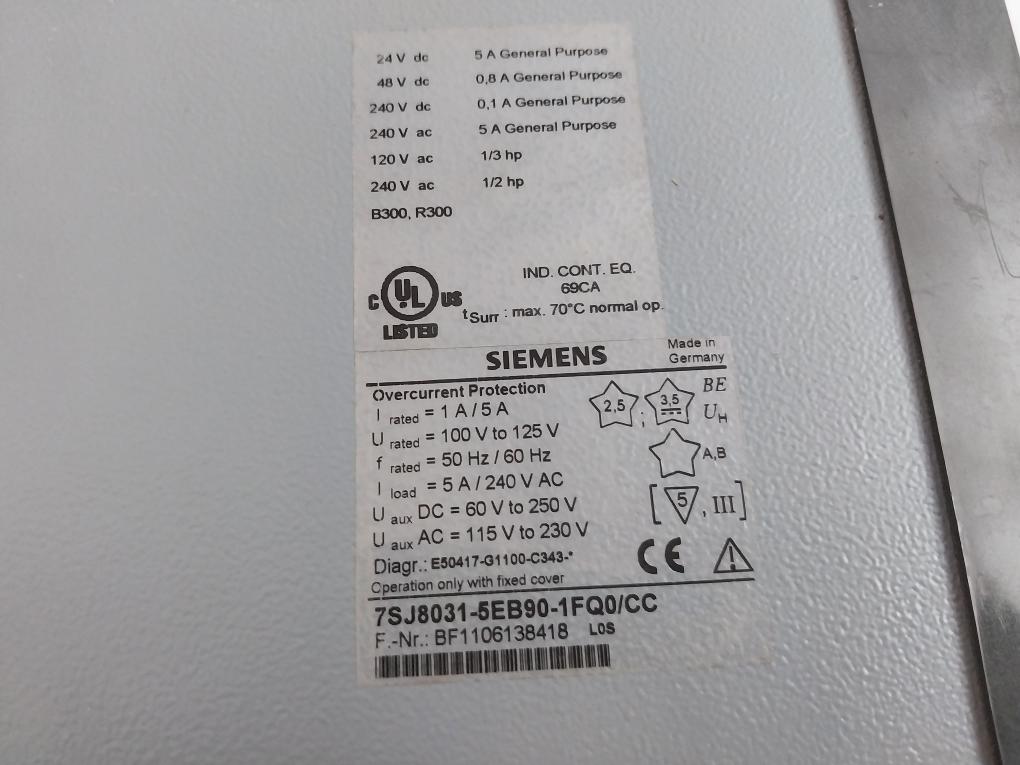 24 V dc 5 A General Purpose
48 V dc 0,8 A General Purpose
240 V dc 0,1 A General Purpose
240 V ac 5 A General Purpose
120 V ac 1/3 hp
240 V ac 1/2 hp
B300, R300
C UL US
LISTED
IND. CONT. EQ.
69CA
tSurr : max. 70°C normal op.
SIEMENS
Made in
Germany
Overcurrent Protection
I rated = 1 A / 5 A
U rated = 100 V to 125 V
f rated = 50 Hz / 60 Hz
I load = 5 A / 240 V AC
U aux DC = 60 V to 250 V
U aux AC = 115 V to 230 V
Diagr.: E50417-G1100-C343-*
Operation only with fixed cover
2,5 ; 3,5 BE
UH
A,B
[ 5 , III ]
CE
7SJ8031-5EB90-1FQ0/CC
F.-Nr.: BF1106138418 L0S